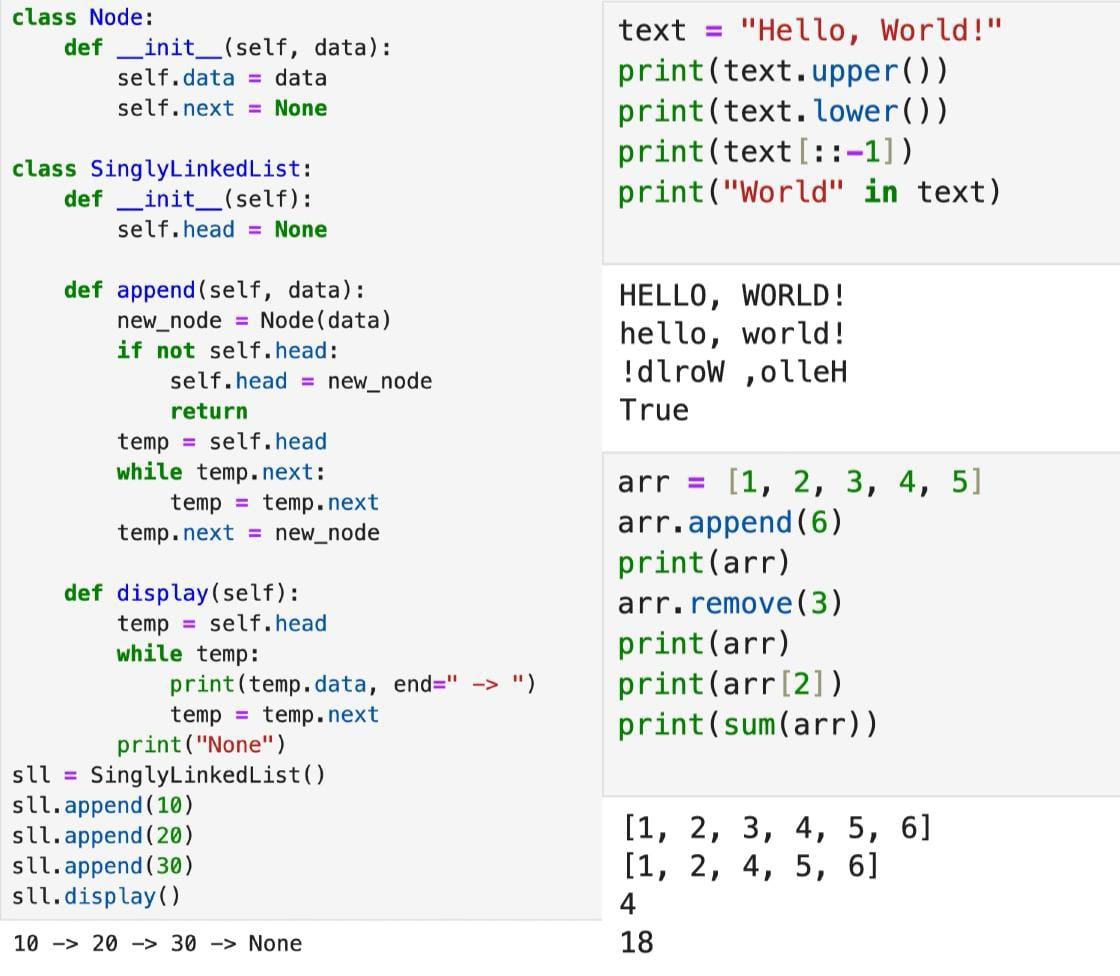 class Node:
    def __init__(self, data):
        self.data = data
        self.next = None

class SinglyLinkedList:
    def __init__(self):
        self.head = None

    def append(self, data):
        new_node = Node(data)
        if not self.head:
            self.head = new_node
            return
        temp = self.head
        while temp.next:
            temp = temp.next
        temp.next = new_node

    def display(self):
        temp = self.head
        while temp:
            print(temp.data, end=" -> ")
            temp = temp.next
        print("None")
sll = SinglyLinkedList()
sll.append(10)
sll.append(20)
sll.append(30)
sll.display()
10 -> 20 -> 30 -> None
text = "Hello, World!"
print(text.upper())
print(text.lower())
print(text[::-1])
print("World" in text)
HELLO, WORLD!
hello, world!
!dlroW ,olleH
True
arr = [1, 2, 3, 4, 5]
arr.append(6)
print(arr)
arr.remove(3)
print(arr)
print(arr[2])
print(sum(arr))
[1, 2, 3, 4, 5, 6]
[1, 2, 4, 5, 6]
4
18